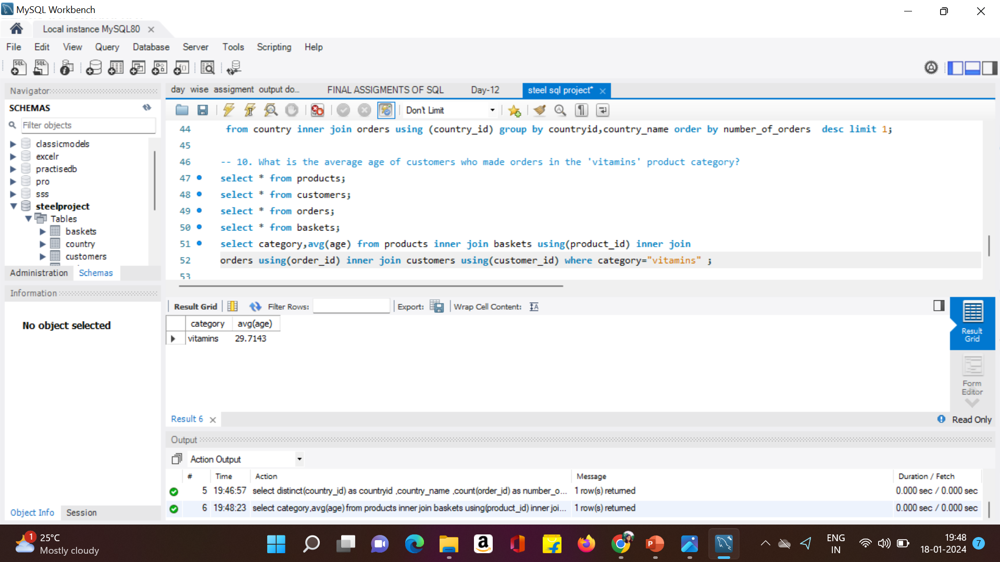 MySQL Workbench
Local instance MySQL80
File Edit View Query Database Server Tools Scripting Help
Navigator
SCHEMAS
Filter objects
classicmodels
excelr
practisedb
pro
sss
steelproject
Tables
baskets
country
customers
Administration Schemas
Information
No object selected
Object Info Session
day wise assigment output do... FINAL ASSIGMENTS OF SQL Day-12 steel sql project*
Don't Limit
44 from country inner join orders using (country_id) group by countryid,country_name order by number_of_orders desc limit 1;
45
46 -- 10. What is the average age of customers who made orders in the 'vitamins' product category?
47 select * from products;
48 select * from customers;
49 select * from orders;
50 select * from baskets;
51 select category,avg(age) from products inner join baskets using(product_id) inner join
52 orders using(order_id) inner join customers using(customer_id) where category="vitamins" ;
53
Result Grid Filter Rows: Export: Wrap Cell Content:
category avg(age)
vitamins 29.7143
Result Grid
Form Editor
Result 6
Read Only
Output
Action Output
# Time Action Message Duration / Fetch
5 19:46:57 select distinct(country_id) as countryid ,country_name ,count(order_id) as number_o... 1 row(s) returned 0.000 sec / 0.000 sec
6 19:48:23 select category,avg(age) from products inner join baskets using(product_id) inner joi... 1 row(s) returned 0.000 sec / 0.000 sec
1
25°C
Mostly cloudy
ENG
IN
19:48
18-01-2024
7